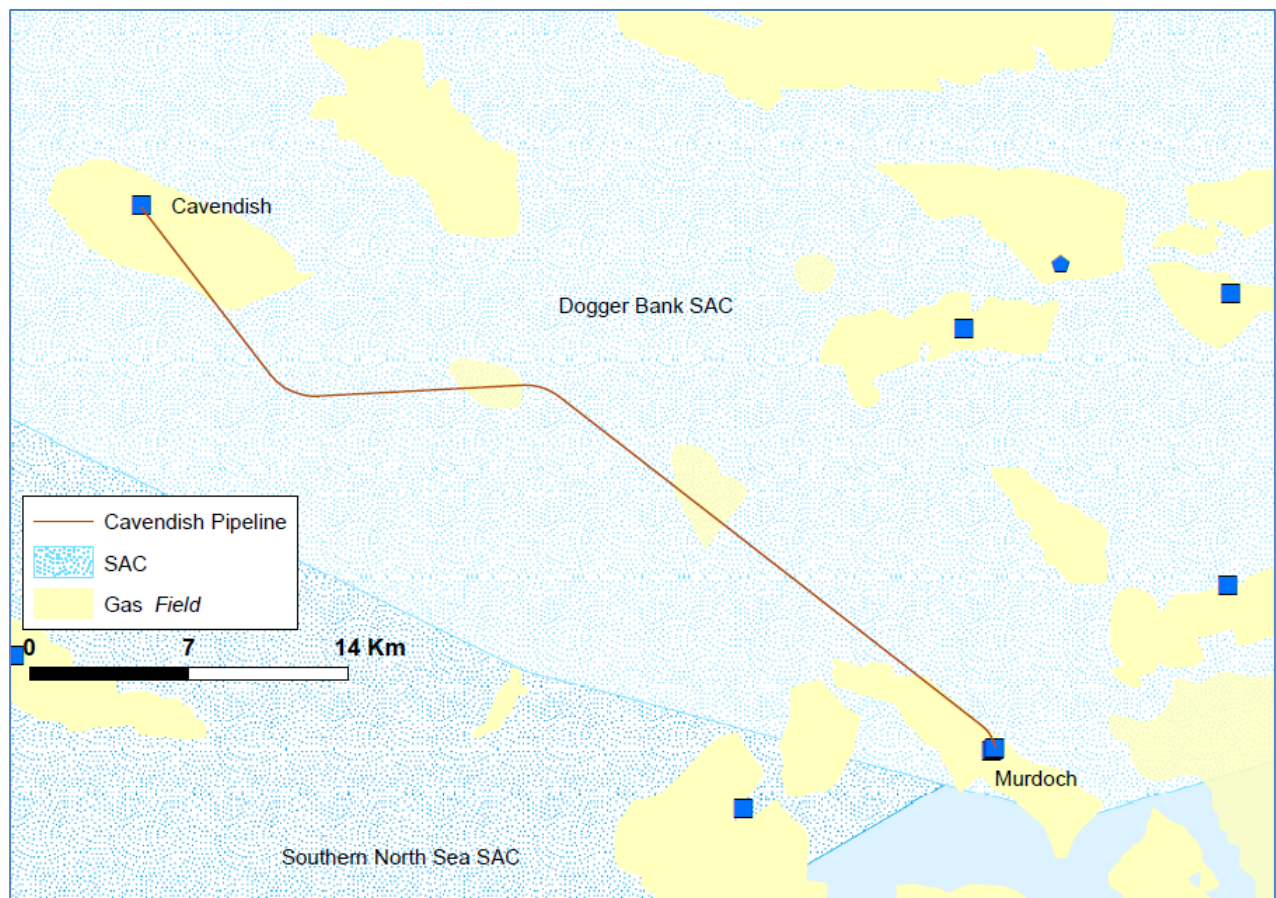 Cavendish
Dogger Bank SAC
Cavendish Pipeline
SAC
Gas Field
0 7 14 Km
Murdoch
Southern North Sea SAC